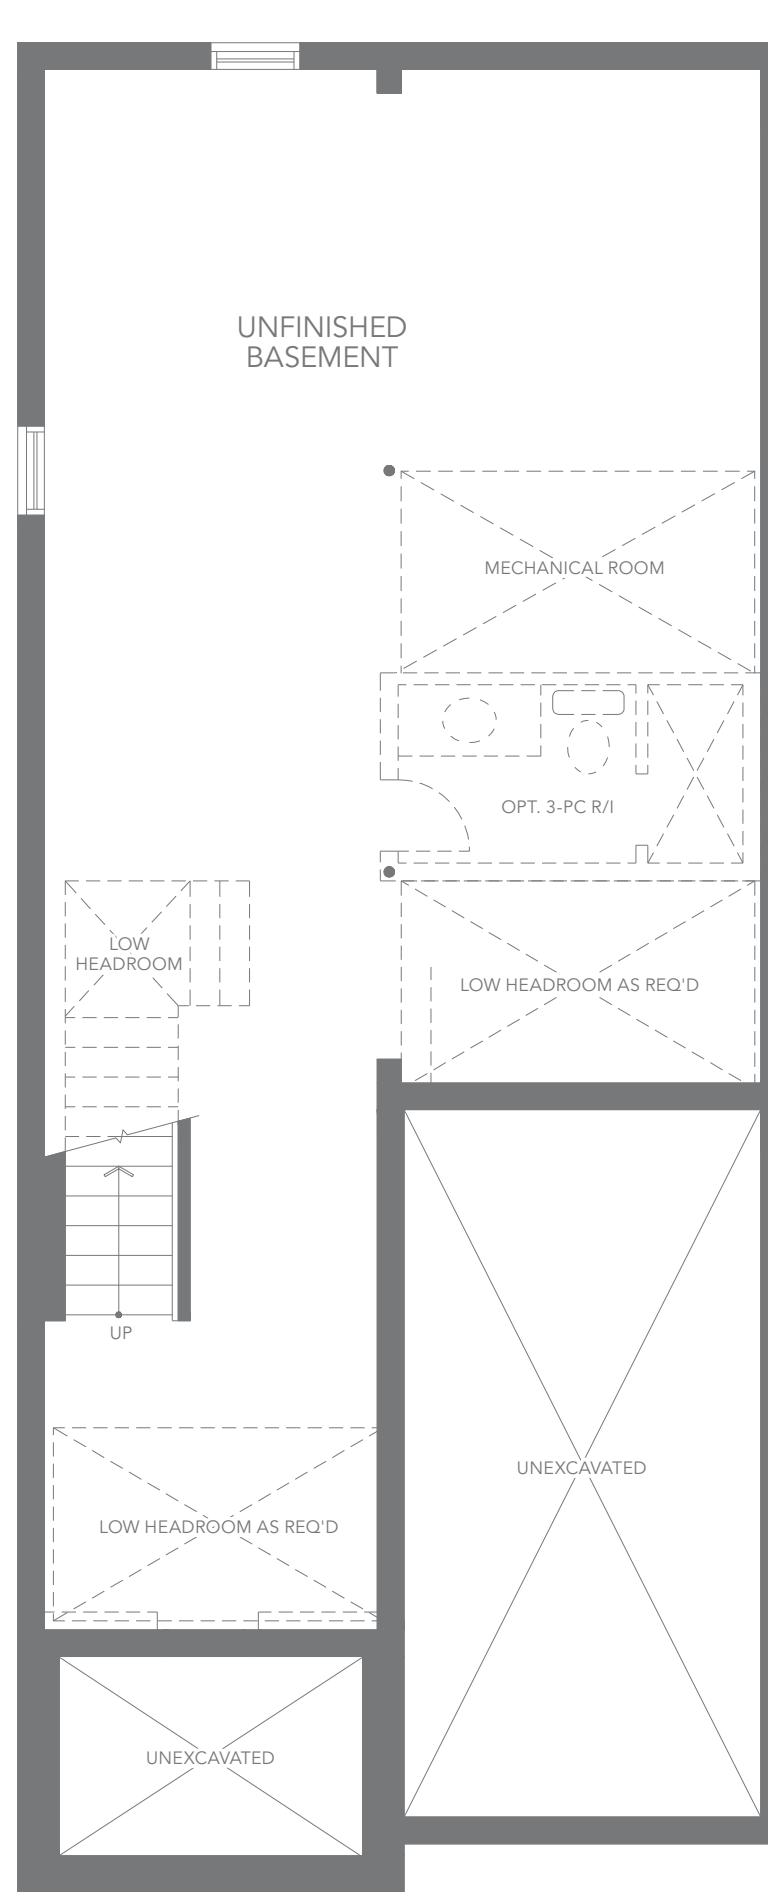 UNFINISHED
BASEMENT
MECHANICAL ROOM
OPT. 3-PC R/I
LOW
HEADROOM
LOW HEADROOM AS REQ'D
UP
UNEXCAVATED
LOW HEADROOM AS REQ'D
UNEXCAVATED